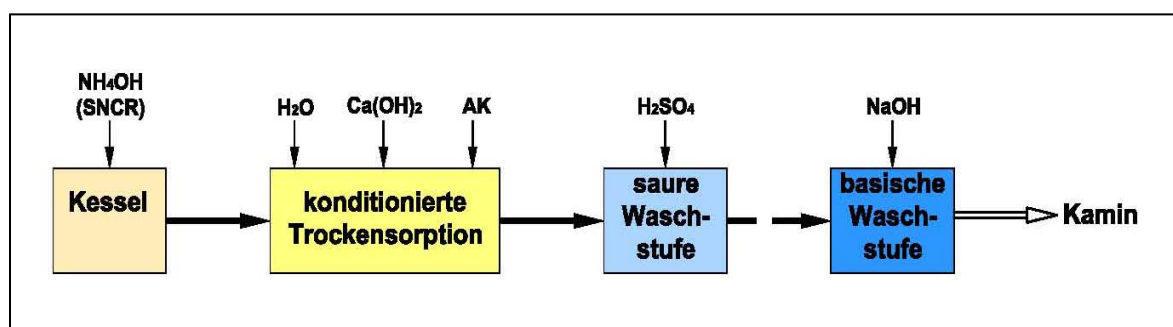 NH₄OH
(SNCR)
H₂O
Ca(OH)₂
AK
H₂SO₄
NaOH
Kessel
konditionierte
Trockensorption
saure
Wasch-
stufe
basische
Wasch-
stufe
Kamin